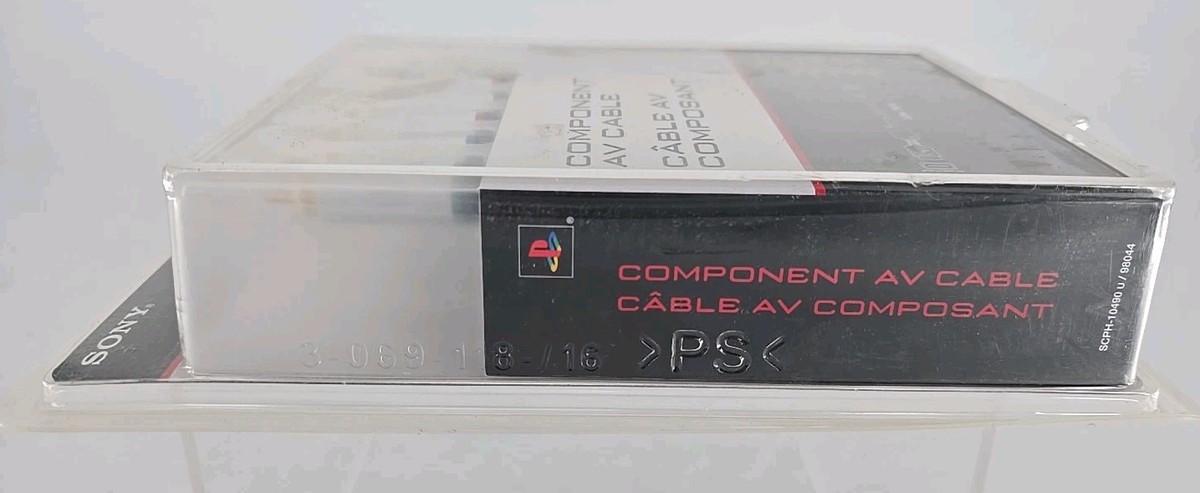 COMPONENT
AV CABLE
CÂBLE AV
COMPOSANT
SONY
COMPONENT AV CABLE
CÂBLE AV COMPOSANT
SCPH-10490 U / 98044
>PS<